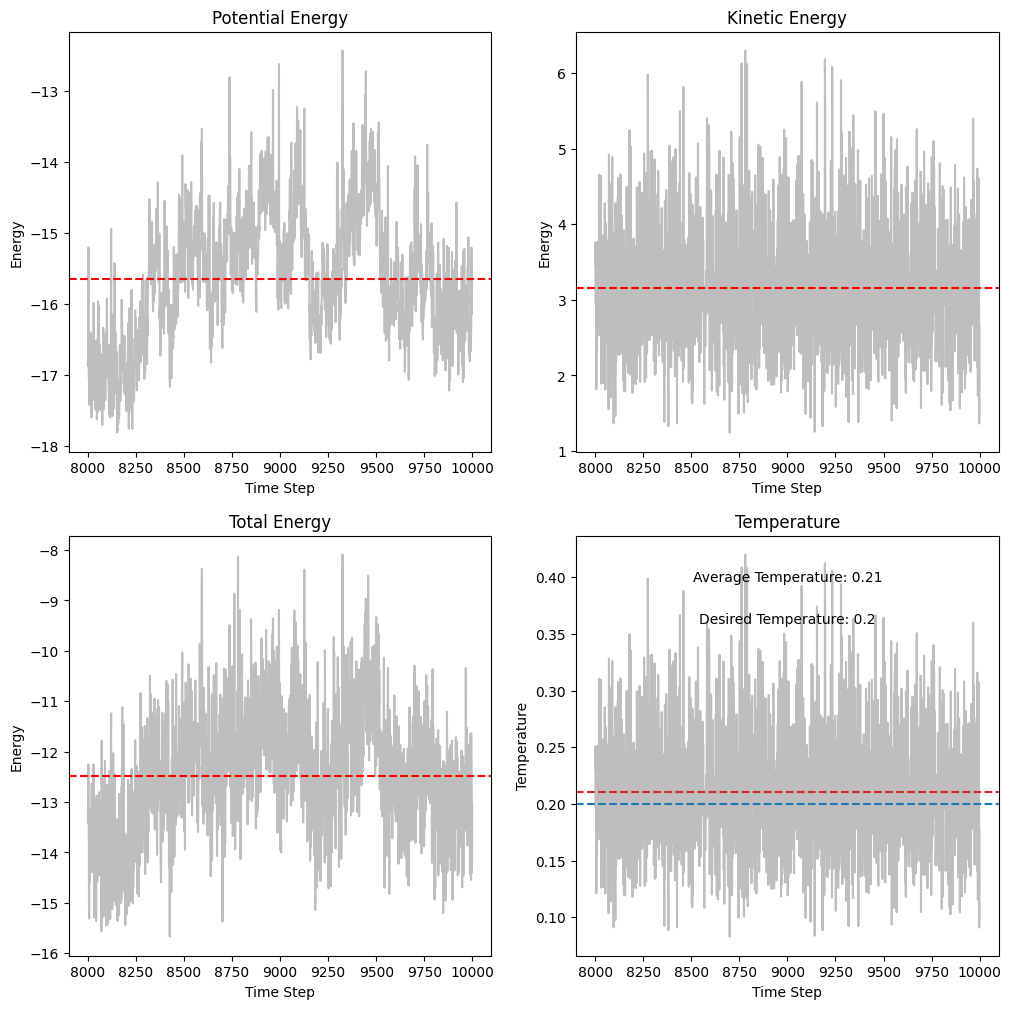 Potential Energy
Energy
−13
−14
−15
−16
−17
−18
8000 8250 8500 8750 9000 9250 9500 9750 10000
Time Step
Kinetic Energy
Energy
6
5
4
3
2
1
8000 8250 8500 8750 9000 9250 9500 9750 10000
Time Step
Total Energy
Energy
−8
−9
−10
−11
−12
−13
−14
−15
−16
8000 8250 8500 8750 9000 9250 9500 9750 10000
Time Step
Temperature
Temperature
0.40
0.35
0.30
0.25
0.20
0.15
0.10
Average Temperature: 0.21
Desired Temperature: 0.2
8000 8250 8500 8750 9000 9250 9500 9750 10000
Time Step